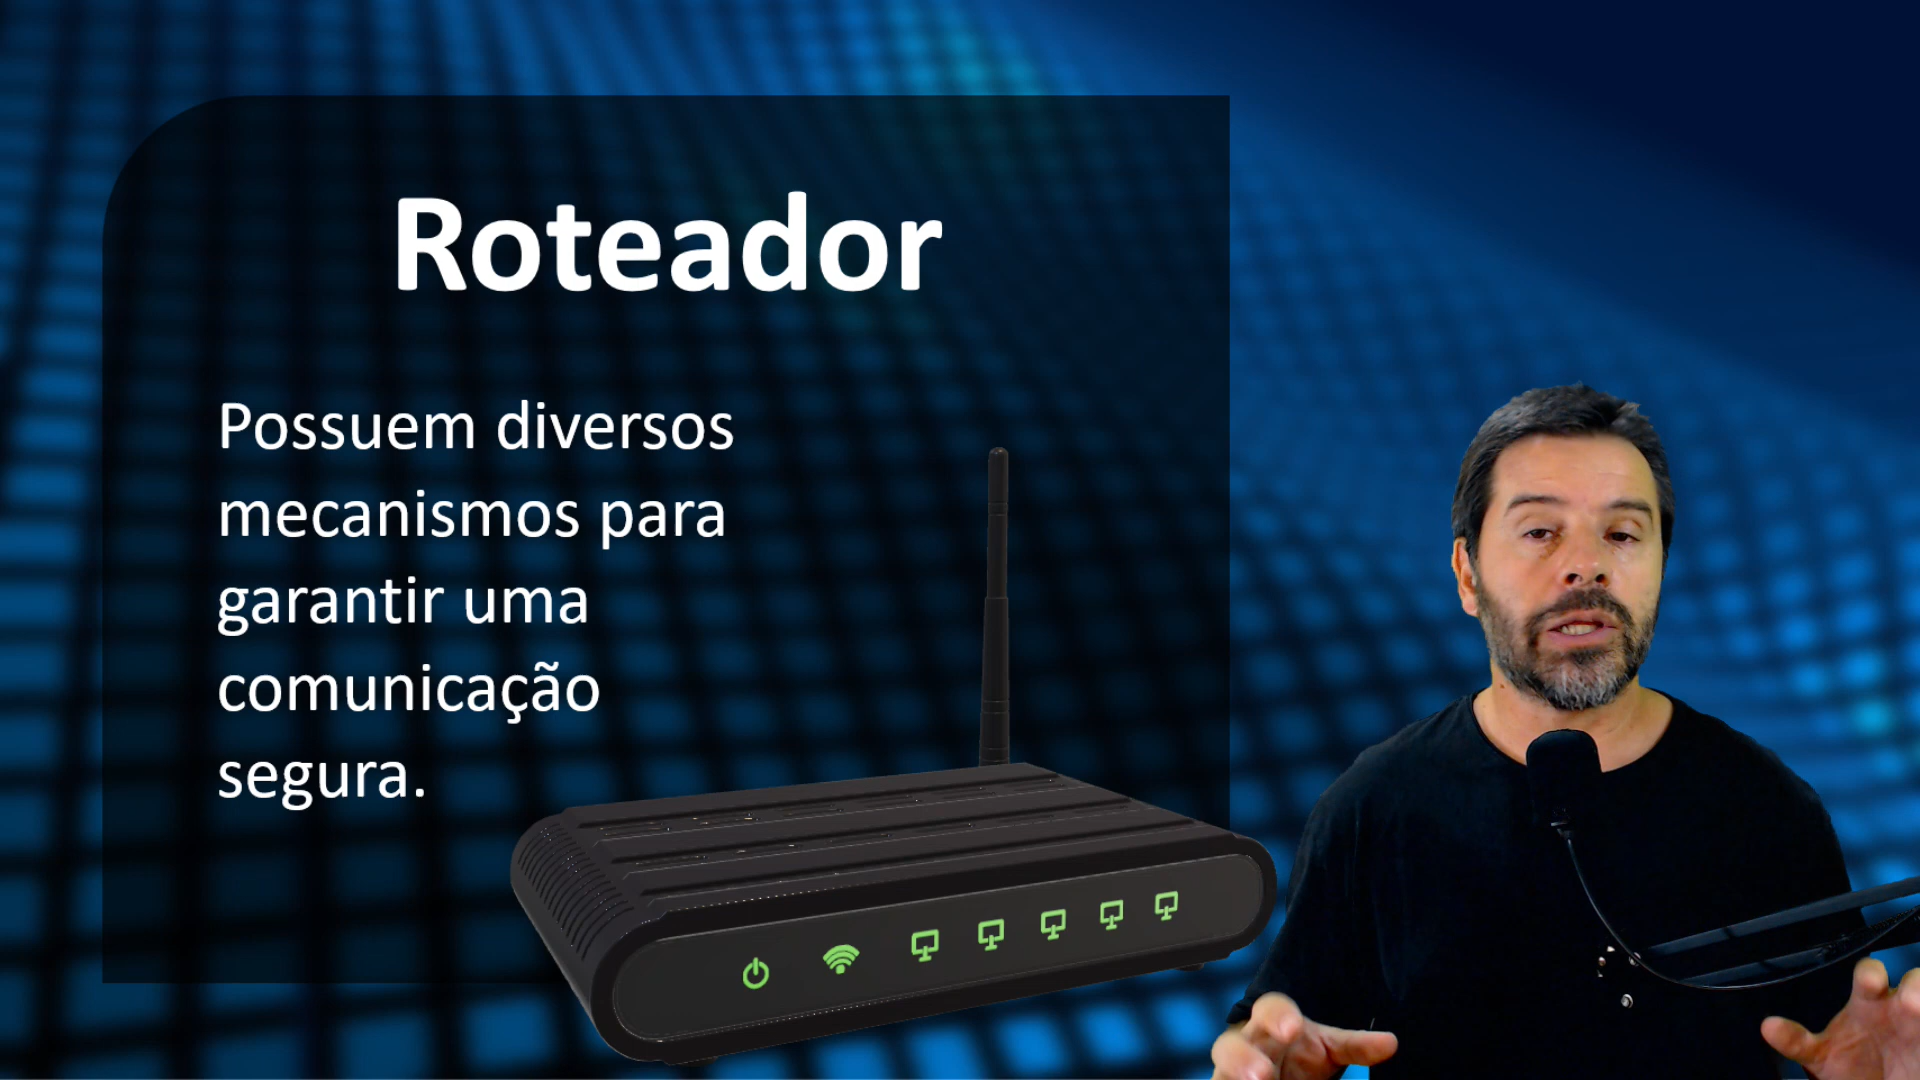 Roteador
Possuem diversos
mecanismos para
garantir uma
comunicação
segura.